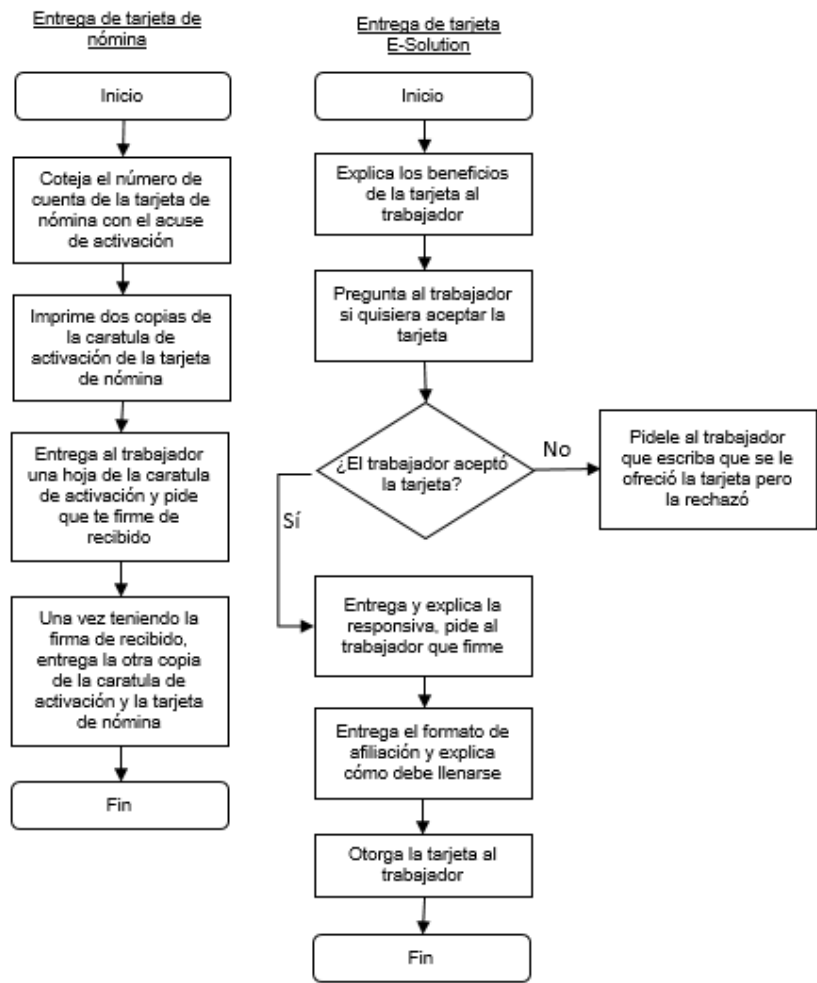 Entrega de tarjeta de
nómina
Inicio
Coteja el número de
cuenta de la tarjeta de
nómina con el acuse
de activación
Imprime dos copias de
la caratula de
activación de la tarjeta
de nómina
Entrega al trabajador
una hoja de la caratula
de activación y pide
que te firme de
recibido
Una vez teniendo la
firma de recibido,
entrega la otra copia
de la caratula de
activación y la tarjeta
de nómina
Fin
Entrega de tarjeta
E-Solution
Inicio
Explica los beneficios
de la tarjeta al
trabajador
Pregunta al trabajador
si quisiera aceptar la
tarjeta
¿El trabajador aceptó
la tarjeta?
No
Pidele al trabajador
que escriba que se le
ofreció la tarjeta pero
la rechazó
Sí
Entrega y explica la
responsiva, pide al
trabajador que firme
Entrega el formato de
afiliación y explica
cómo debe llenarse
Otorga la tarjeta al
trabajador
Fin